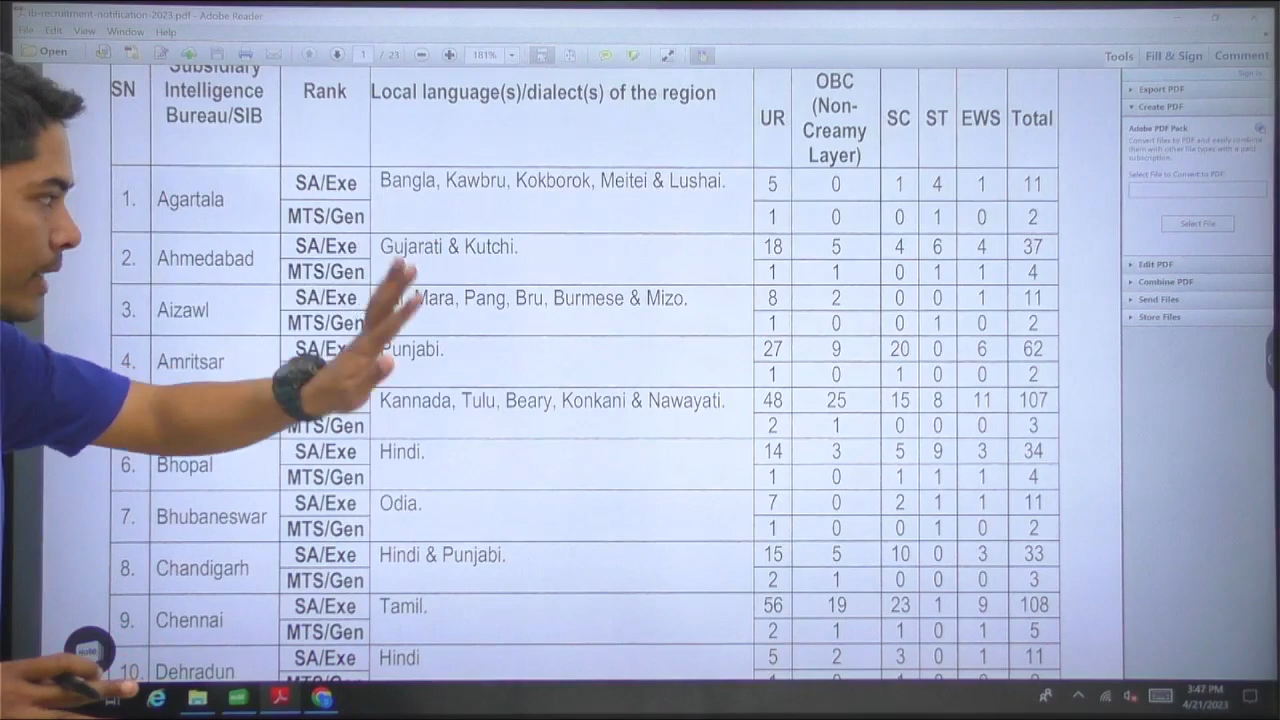 ib-recruitment-notification-2023.pdf - Adobe Reader
File Edit View Window Help
Open 1 / 23 181% Tools Fill & Sign Comment
Sign In
Export PDF
Create PDF
Adobe PDF Pack
Convert files to PDF and easily combine
them with other file types with a paid
subscription.
Select File to Convert to PDF:
Select File
Edit PDF
Combine PDF
Send Files
Store Files
SN Subsidiary Intelligence Bureau/SIB Rank Local language(s)/dialect(s) of the region UR OBC (Non-Creamy Layer) SC ST EWS Total
1. Agartala SA/Exe Bangla, Kawbru, Kokborok, Meitei & Lushai. 5 0 1 4 1 11
MTS/Gen 1 0 0 1 0 2
2. Ahmedabad SA/Exe Gujarati & Kutchi. 18 5 4 6 4 37
MTS/Gen 1 1 0 1 1 4
3. Aizawl SA/Exe Mara, Pang, Bru, Burmese & Mizo. 8 2 0 0 1 11
MTS/Gen 1 0 0 1 0 2
4. Amritsar SA/Exe Punjabi. 27 9 20 0 6 62
1 0 1 0 0 2
Kannada, Tulu, Beary, Konkani & Nawayati. 48 25 15 8 11 107
MTS/Gen 2 1 0 0 0 3
6. Bhopal SA/Exe Hindi. 14 3 5 9 3 34
MTS/Gen 1 0 1 1 1 4
7. Bhubaneswar SA/Exe Odia. 7 0 2 1 1 11
MTS/Gen 1 0 0 1 0 2
8. Chandigarh SA/Exe Hindi & Punjabi. 15 5 10 0 3 33
MTS/Gen 2 1 0 0 0 3
9. Chennai SA/Exe Tamil. 56 19 23 1 9 108
MTS/Gen 2 1 1 0 1 5
10. Dehradun SA/Exe Hindi 5 2 3 0 1 11
Note
3:47 PM
4/21/2023